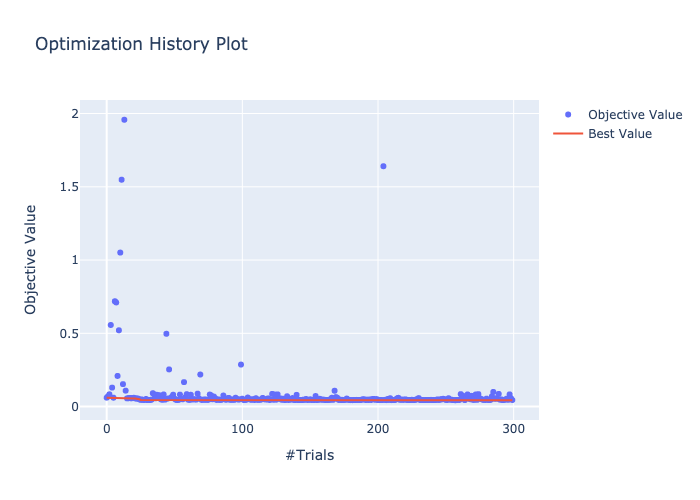 Optimization History Plot
Objective Value
Best Value
2
1.5
1
0.5
0
Objective Value
0
100
200
300
#Trials